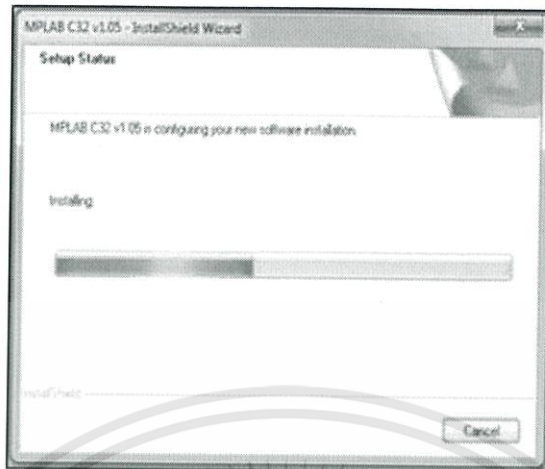 MPLAB C32 v1.05 - InstallShield Wizard
Setup Status
MPLAB C32 v1.05 is configuring your new software installation.
Installing
InstallShield
Cancel